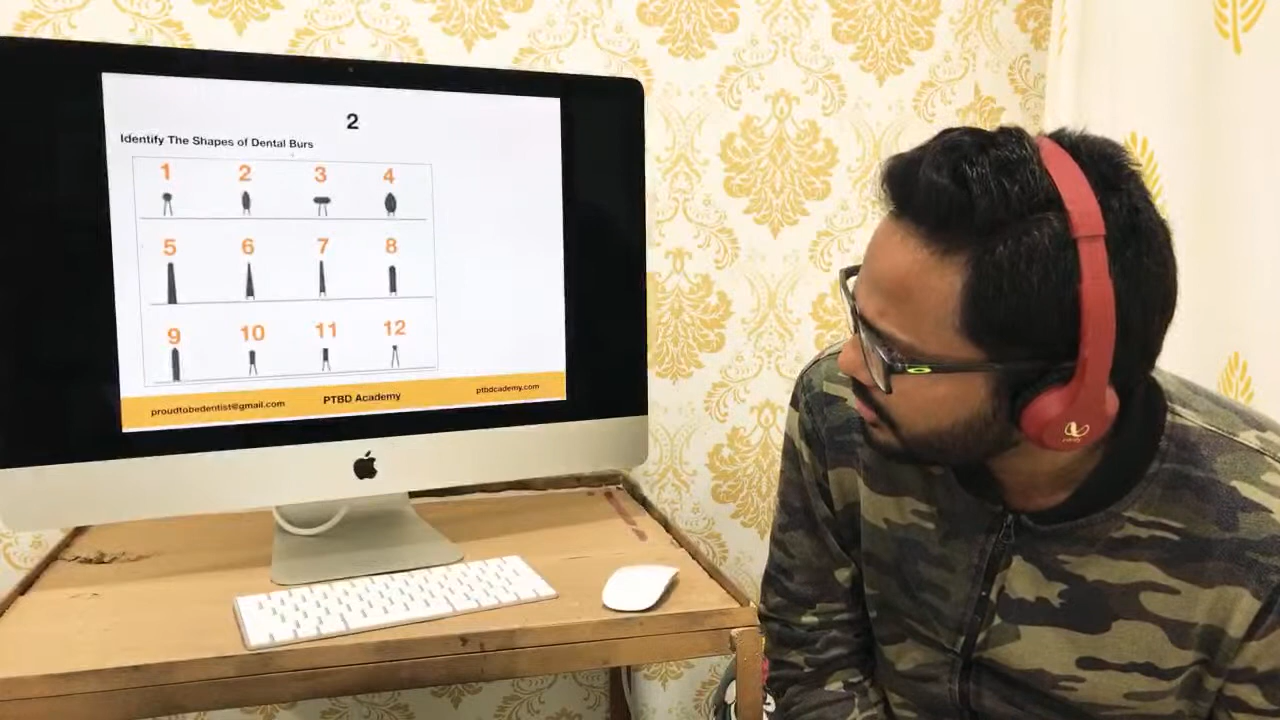 2
Identify The Shapes of Dental Burs
1 2 3 4
5 6 7 8
9 10 11 12
proudtobedentist@gmail.com PTBD Academy ptbdcademy.com